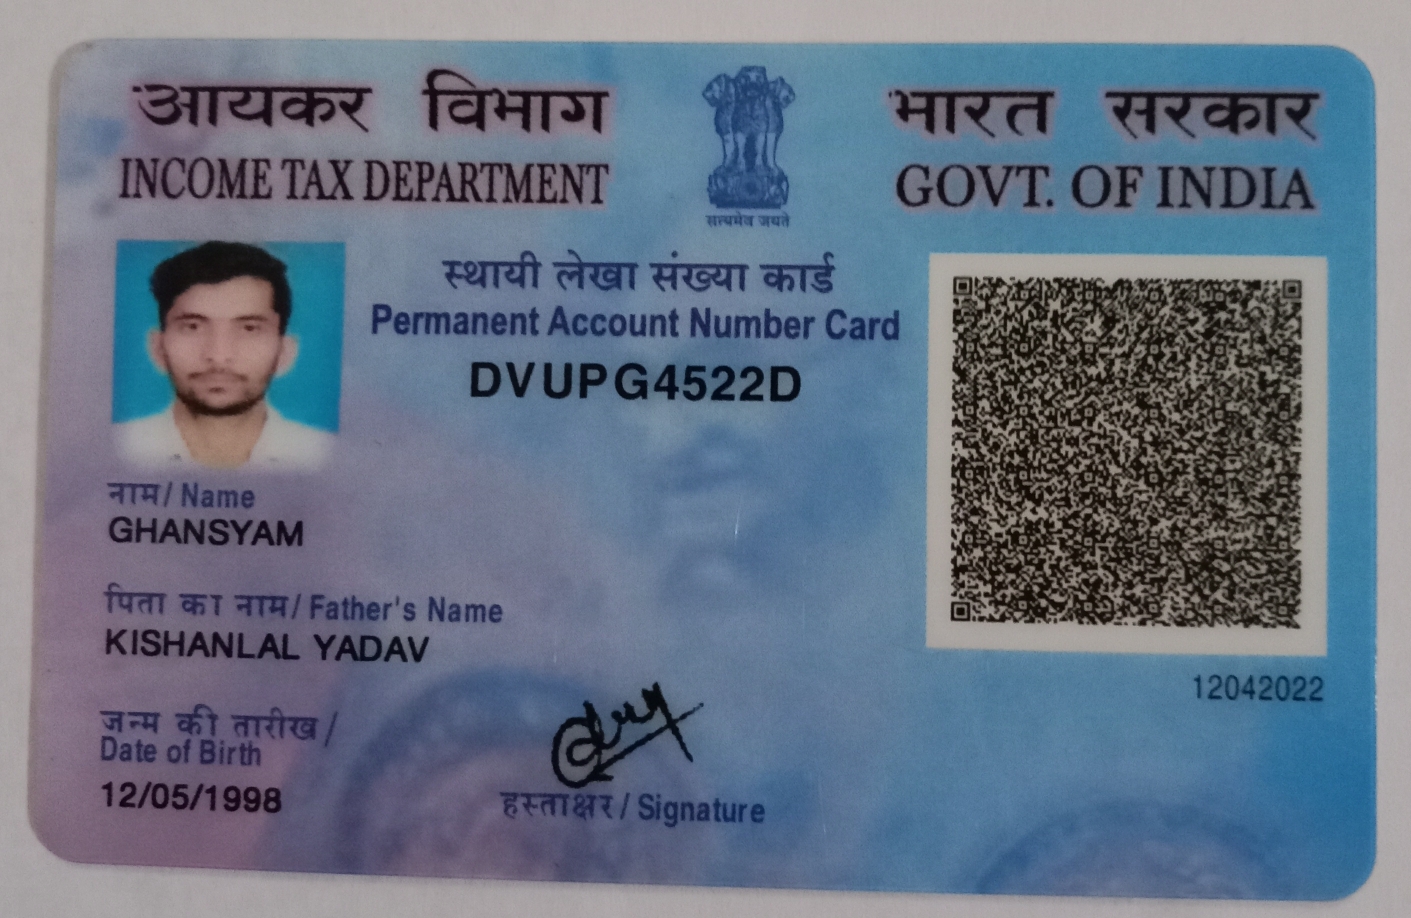 आयकर विभाग
INCOME TAX DEPARTMENT
सत्यमेव जयते
भारत सरकार
GOVT. OF INDIA
स्थायी लेखा संख्या कार्ड
Permanent Account Number Card
DVUPG4522D
नाम/ Name
GHANSYAM
पिता का नाम/ Father's Name
KISHANLAL YADAV
जन्म की तारीख/
Date of Birth
12/05/1998
हस्ताक्षर/ Signature
12042022